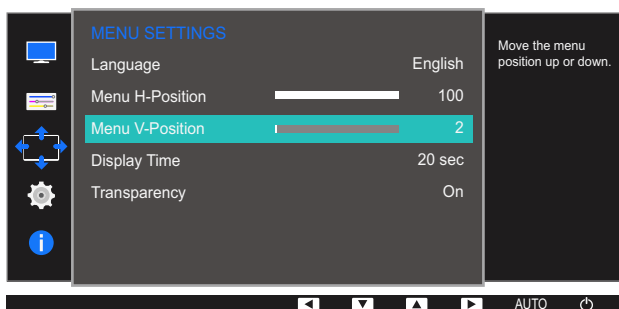 MENU SETTINGS
Language English
Menu H-Position 100
Menu V-Position 2
Display Time 20 sec
Transparency On
Move the menu
position up or down.
AUTO